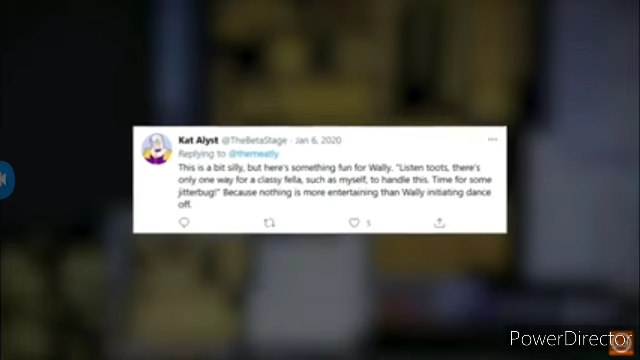 Kat Alyst @TheBetaStage · Jan 6, 2020
Replying to @themeatly
This is a bit silly, but here's something fun for Wally. "Listen toots, there's
only one way for a classy fella, such as myself, to handle this. Time for some
jitterbug!" Because nothing is more entertaining than Wally initiating dance
off.
PowerDirector